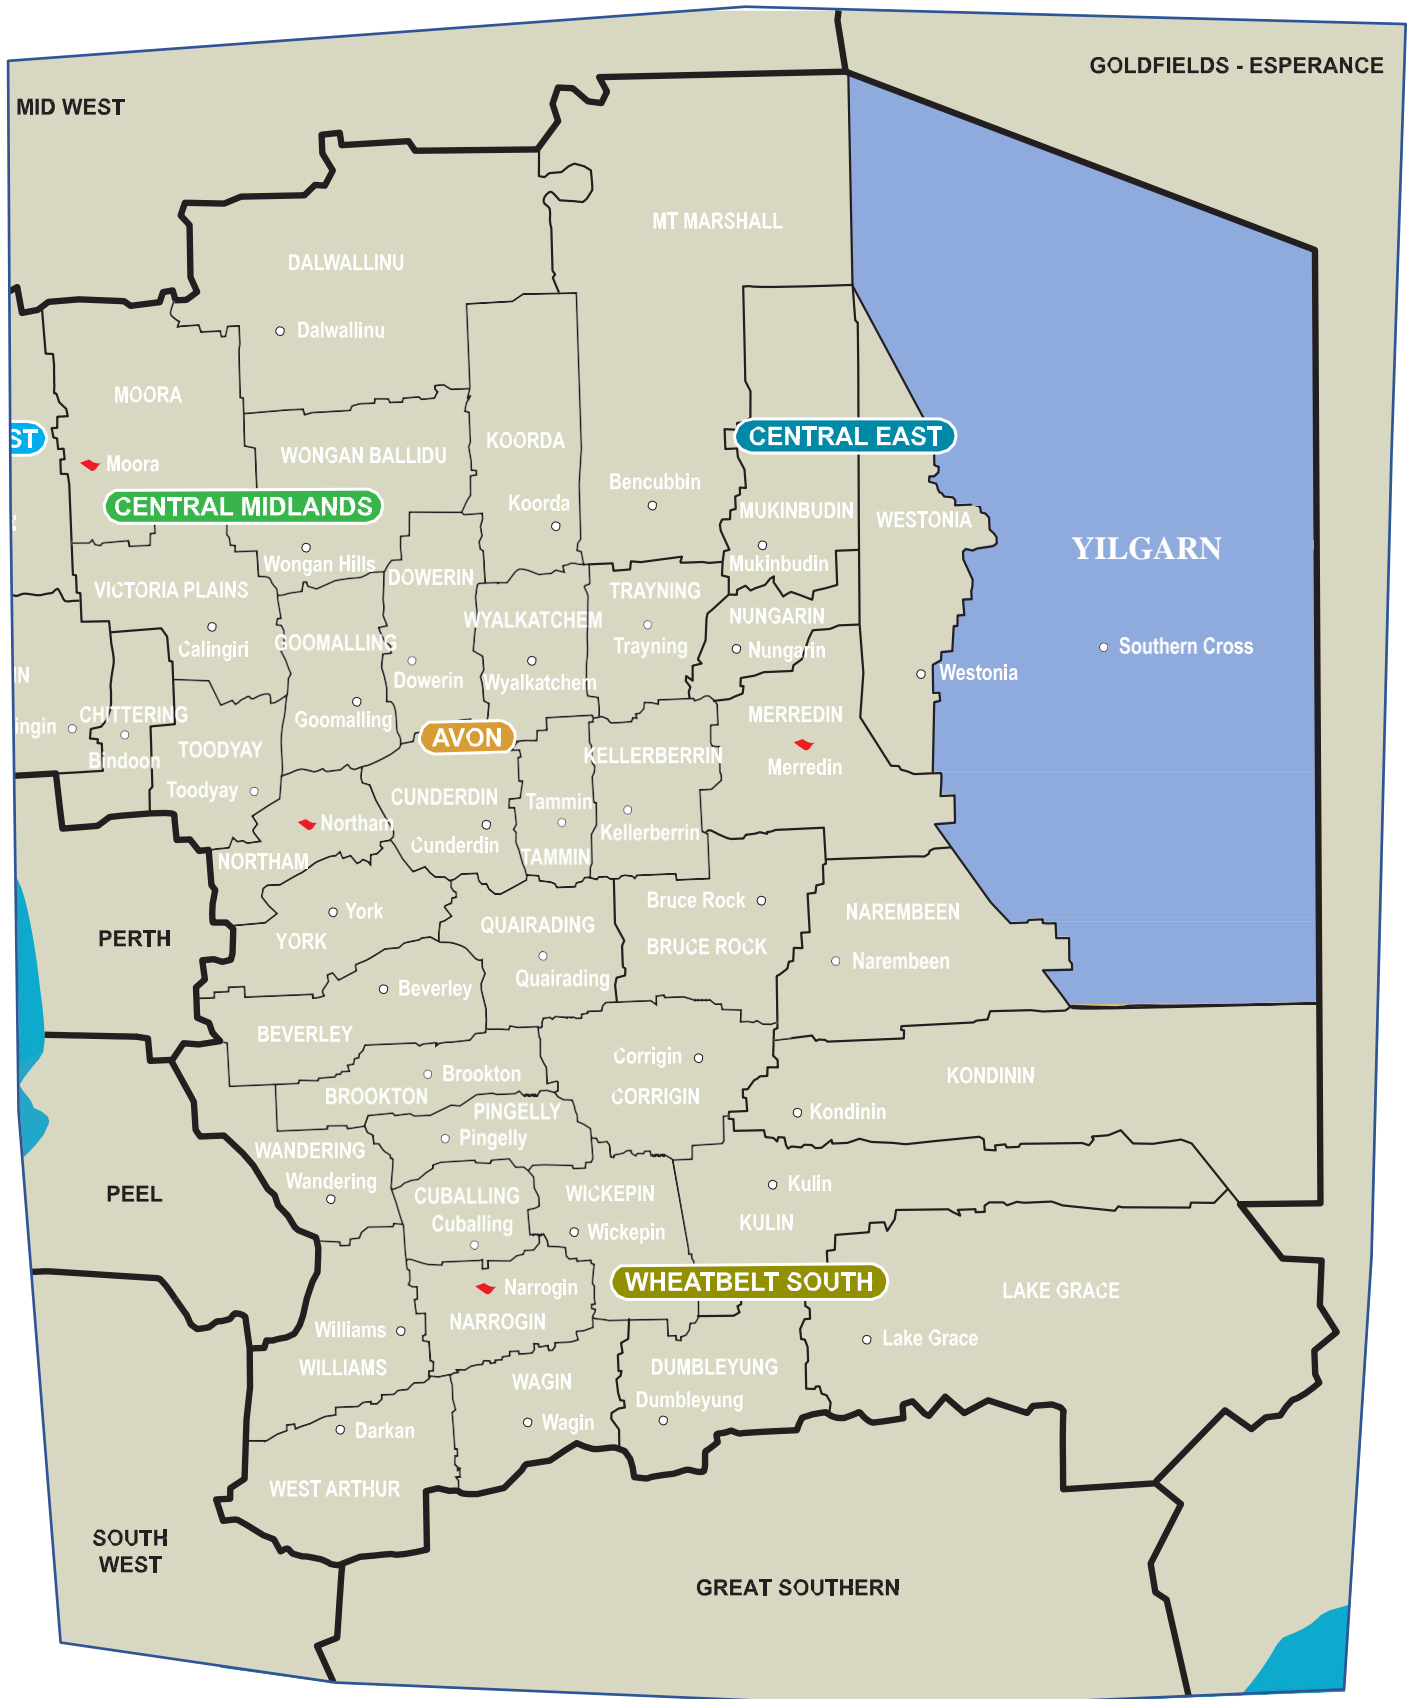 GOLDFIELDS - ESPERANCE
MID WEST
MT MARSHALL
DALWALLINU
Dalwallinu
MOORA
ST
CENTRAL EAST
KOORDA
WONGAN BALLIDU
Moora
Bencubbin
CENTRAL MIDLANDS
Koorda
MUKINBUDIN
WESTONIA
YILGARN
Wongan Hills
Mukinbudin
DOWERIN
VICTORIA PLAINS
TRAYNING
WYALKATCHEM
NUNGARIN
Calingiri
GOOMALLING
Trayning
Nungarin
Southern Cross
IN
Dowerin
Wyalkatchem
Westonia
CHITTERING
Goomalling
MERREDIN
ingin
AVON
TOODYAY
KELLERBERRIN
Bindoon
Merredin
Toodyay
CUNDERDIN
Tammin
Northam
Kellerberrin
Cunderdin
NORTHAM
TAMMIN
Bruce Rock
York
NAREMBEEN
QUAIRADING
PERTH
YORK
BRUCE ROCK
Narembeen
Quairading
Beverley
BEVERLEY
Corrigin
Brookton
KONDININ
BROOKTON
CORRIGIN
PINGELLY
Kondinin
Pingelly
WANDERING
Wandering
Kulin
PEEL
CUBALLING
WICKEPIN
Cuballing
KULIN
Wickepin
WHEATBELT SOUTH
Narrogin
LAKE GRACE
NARROGIN
Williams
Lake Grace
WILLIAMS
DUMBLEYUNG
WAGIN
Dumbleyung
Wagin
Darkan
WEST ARTHUR
SOUTH
WEST
GREAT SOUTHERN